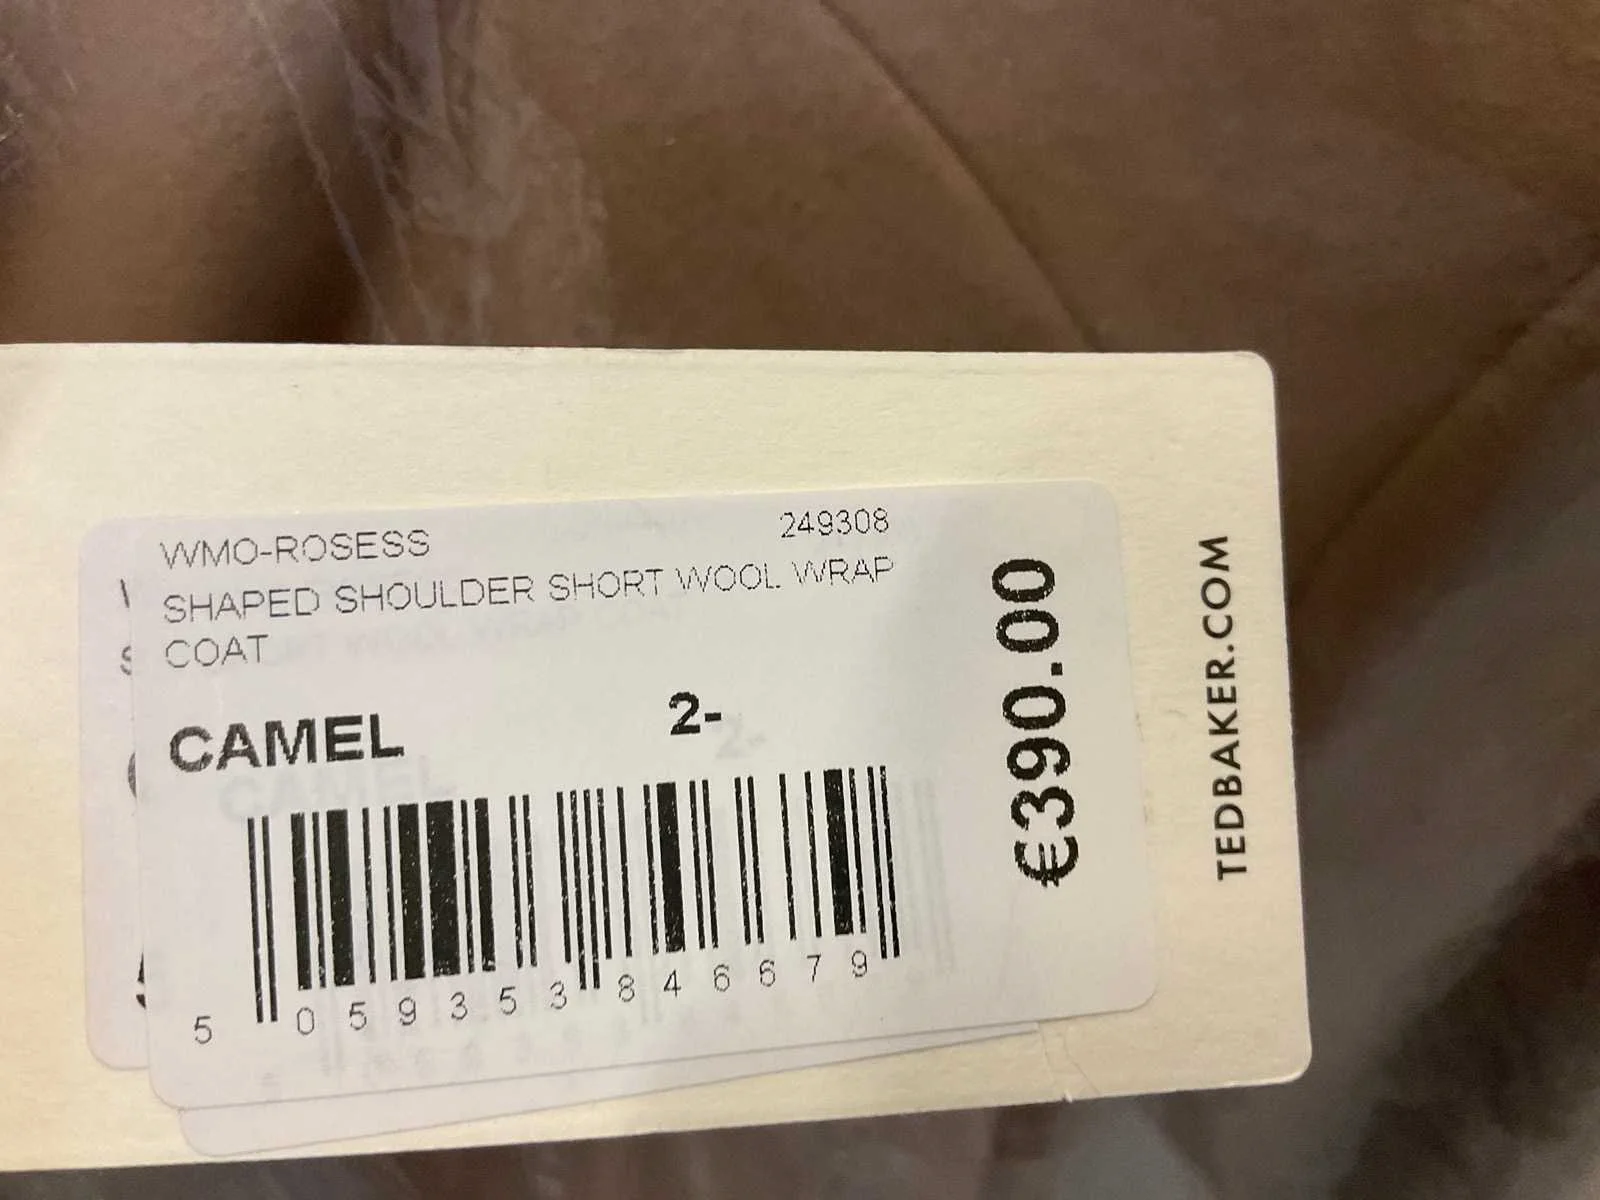 WMO-ROSESS 249308
SHAPED SHOULDER SHORT WOOL WRAP
COAT
CAMEL 2-
5 059353 846679
€390.00
TEDBAKER.COM